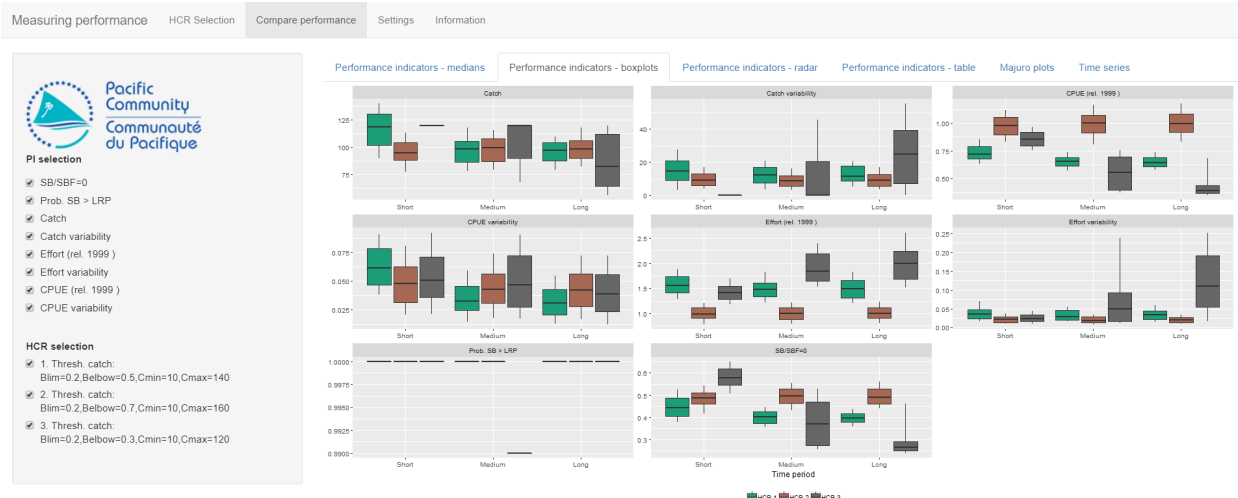 Measuring performance HCR Selection Compare performance Settings Information
Pacific
Community
Communauté
du Pacifique
PI selection
SB/SBF=0
Prob. SB > LRP
Catch
Catch variability
Effort (rel. 1999 )
Effort variability
CPUE (rel. 1999 )
CPUE variability
HCR selection
1. Thresh. catch:
Blim=0.2,Belbow=0.5,Cmin=10,Cmax=140
2. Thresh. catch:
Blim=0.2,Belbow=0.7,Cmin=10,Cmax=160
3. Thresh. catch:
Blim=0.2,Belbow=0.3,Cmin=10,Cmax=120
Performance indicators - medians Performance indicators - boxplots Performance indicators - radar Performance indicators - table Majuro plots Time series
Catch
125
100
75
Short Medium Long
Catch variability
40
20
0
Short Medium Long
CPUE (rel. 1999 )
1.00
0.75
0.50
Short Medium Long
CPUE variability
0.075
0.050
0.025
Short Medium Long
Effort (rel. 1999 )
2.5
2.0
1.5
1.0
Short Medium Long
Effort variability
0.25
0.20
0.15
0.10
0.05
0.00
Short Medium Long
Prob. SB > LRP
1.0000
0.9975
0.9950
0.9925
0.9900
Short Medium Long
SB/SBF=0
0.6
0.5
0.4
0.3
Short Medium Long
Time period
HCR 1 HCR 2 HCR 3